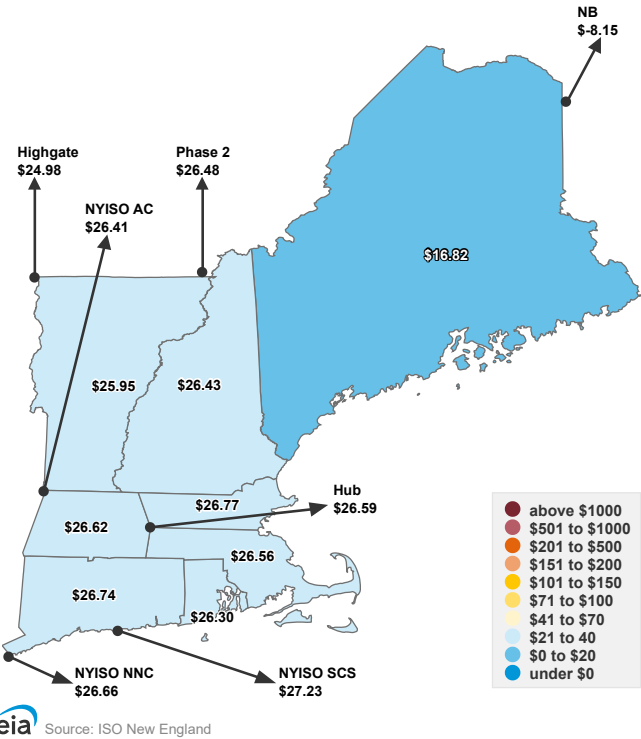 NB
$-8.15
Highgate
$24.98
Phase 2
$26.48
NYISO AC
$26.41
$16.82
$25.95
$26.43
Hub
$26.59
$26.77
$26.62
$26.56
$26.74
$26.30
NYISO NNC
$26.66
NYISO SCS
$27.23
above $1000
$501 to $1000
$201 to $500
$151 to $200
$101 to $150
$71 to $100
$41 to $70
$21 to 40
$0 to $20
under $0
eia Source: ISO New England